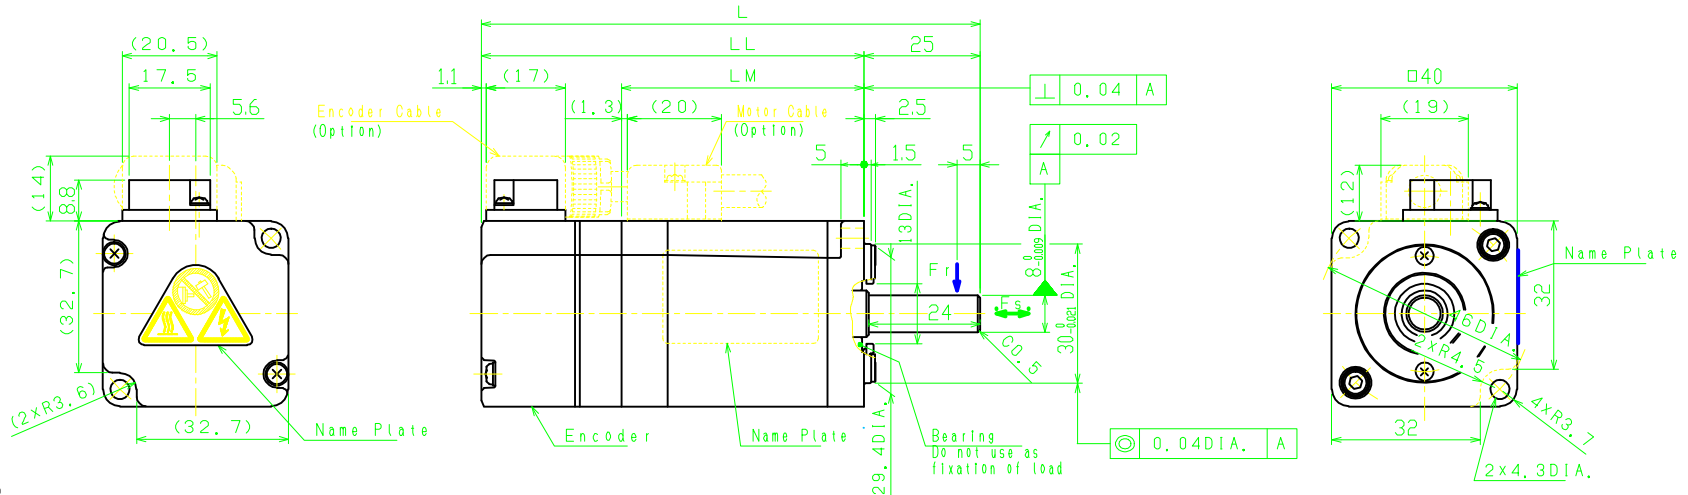 (20.5)
17.5
5.6
(14)
8.8
(32.7)
(2xR3.6)
(32.7)
Name Plate
L
LL
25
1.1
(17)
LM
Encoder Cable
(Option)
(1.3)
(20)
Motor Cable
(Option)
2.5
5
1.5
5
13DIA.
⊥ 0.04 A
↗ 0.02
A
8 0 -0.009 DIA.
30 0 -0.021 DIA.
Fr
Fs.
24
C0.5
29.4DIA.
Encoder
Name Plate
Bearing
Do not use as
fixation of load
◎ 0.04DIA. A
□40
(19)
(12)
Name Plate
32
46DIA.
2xR4.5
4xR3.7
32
2x4.3DIA.